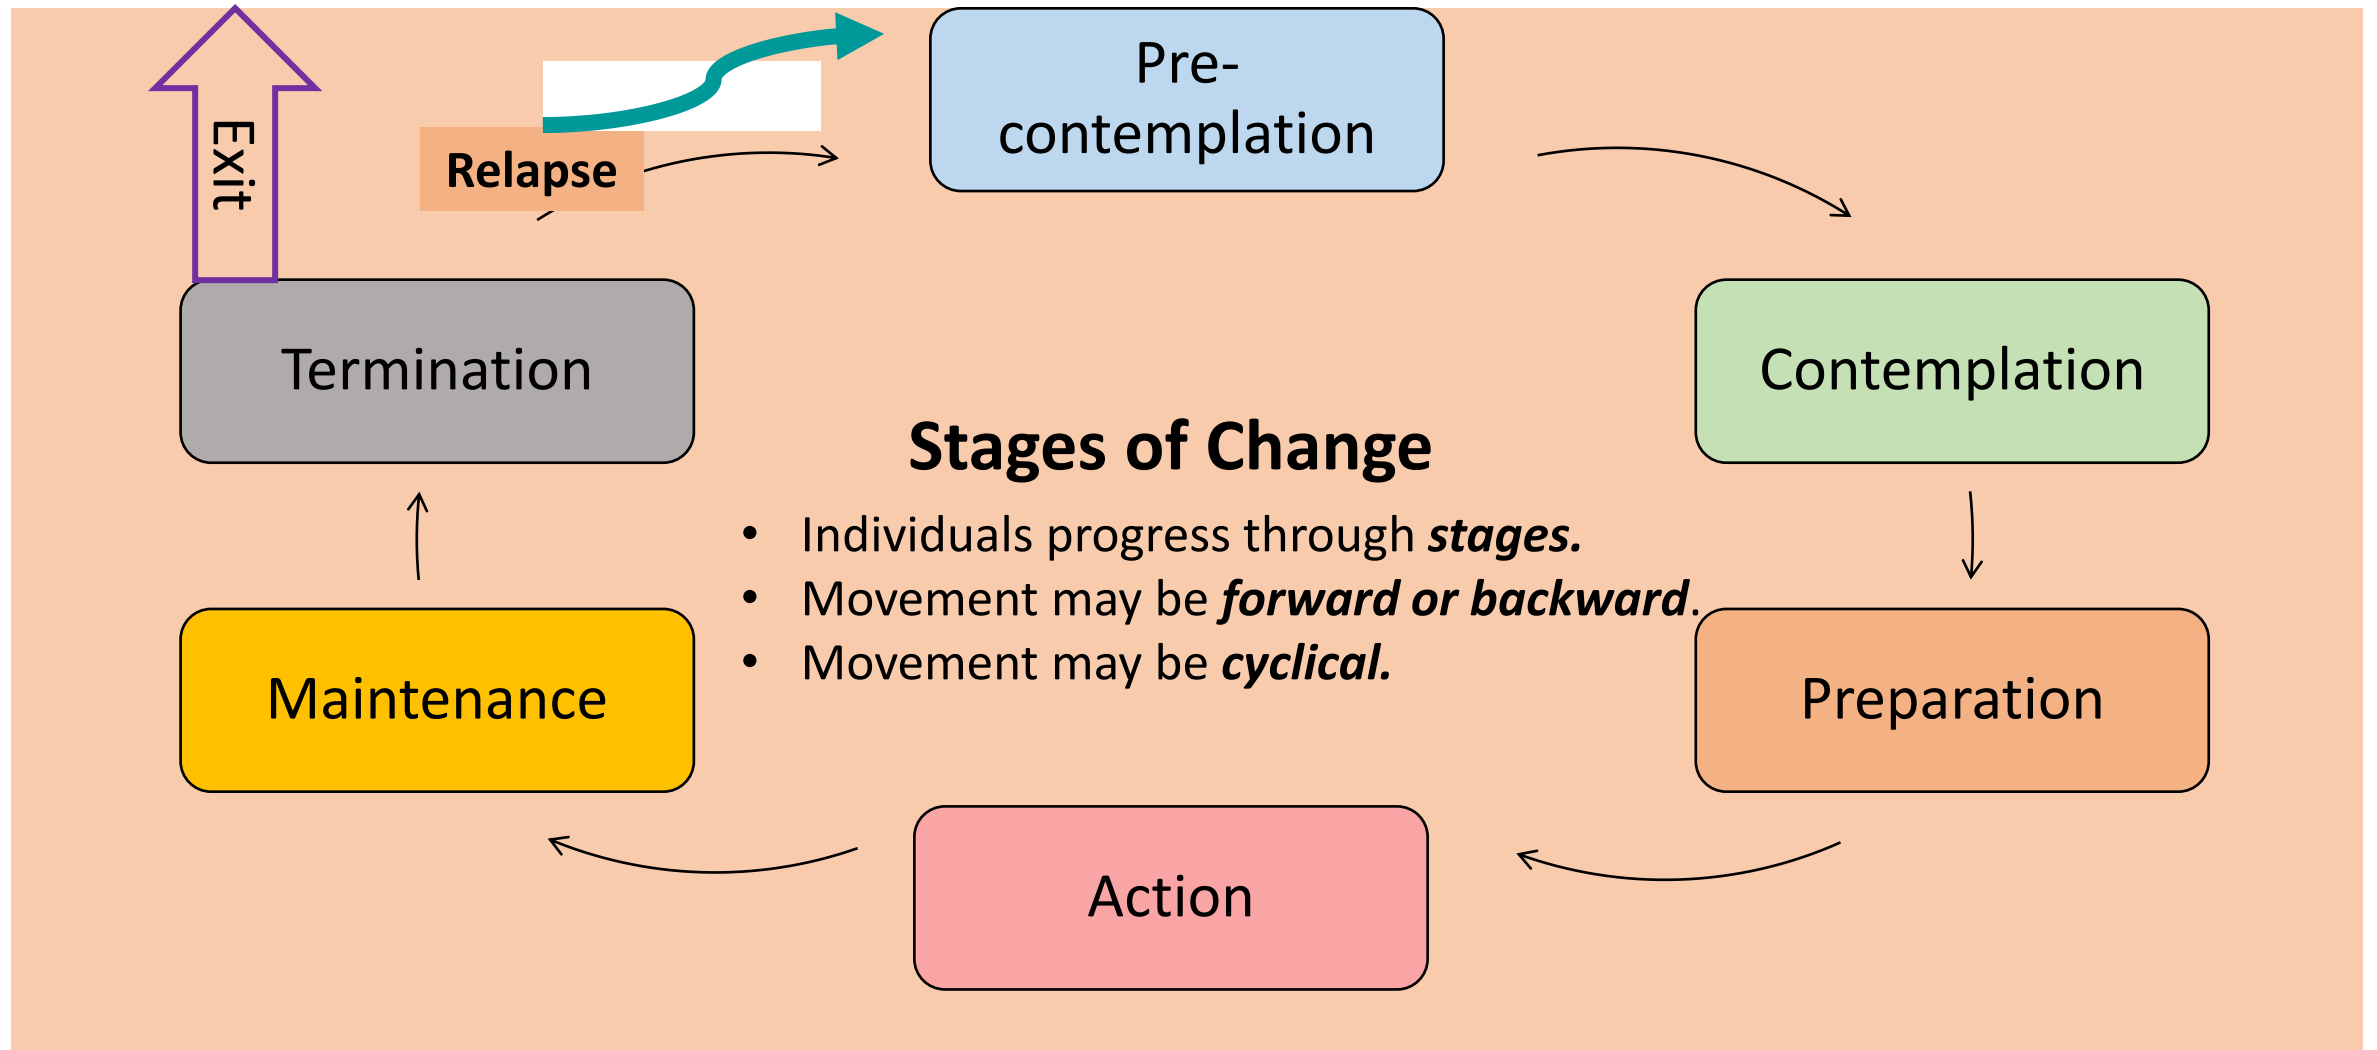 Exit
Relapse
Pre-
contemplation
Termination
Contemplation
Stages of Change
• Individuals progress through stages.
• Movement may be forward or backward.
• Movement may be cyclical.
Maintenance
Preparation
Action